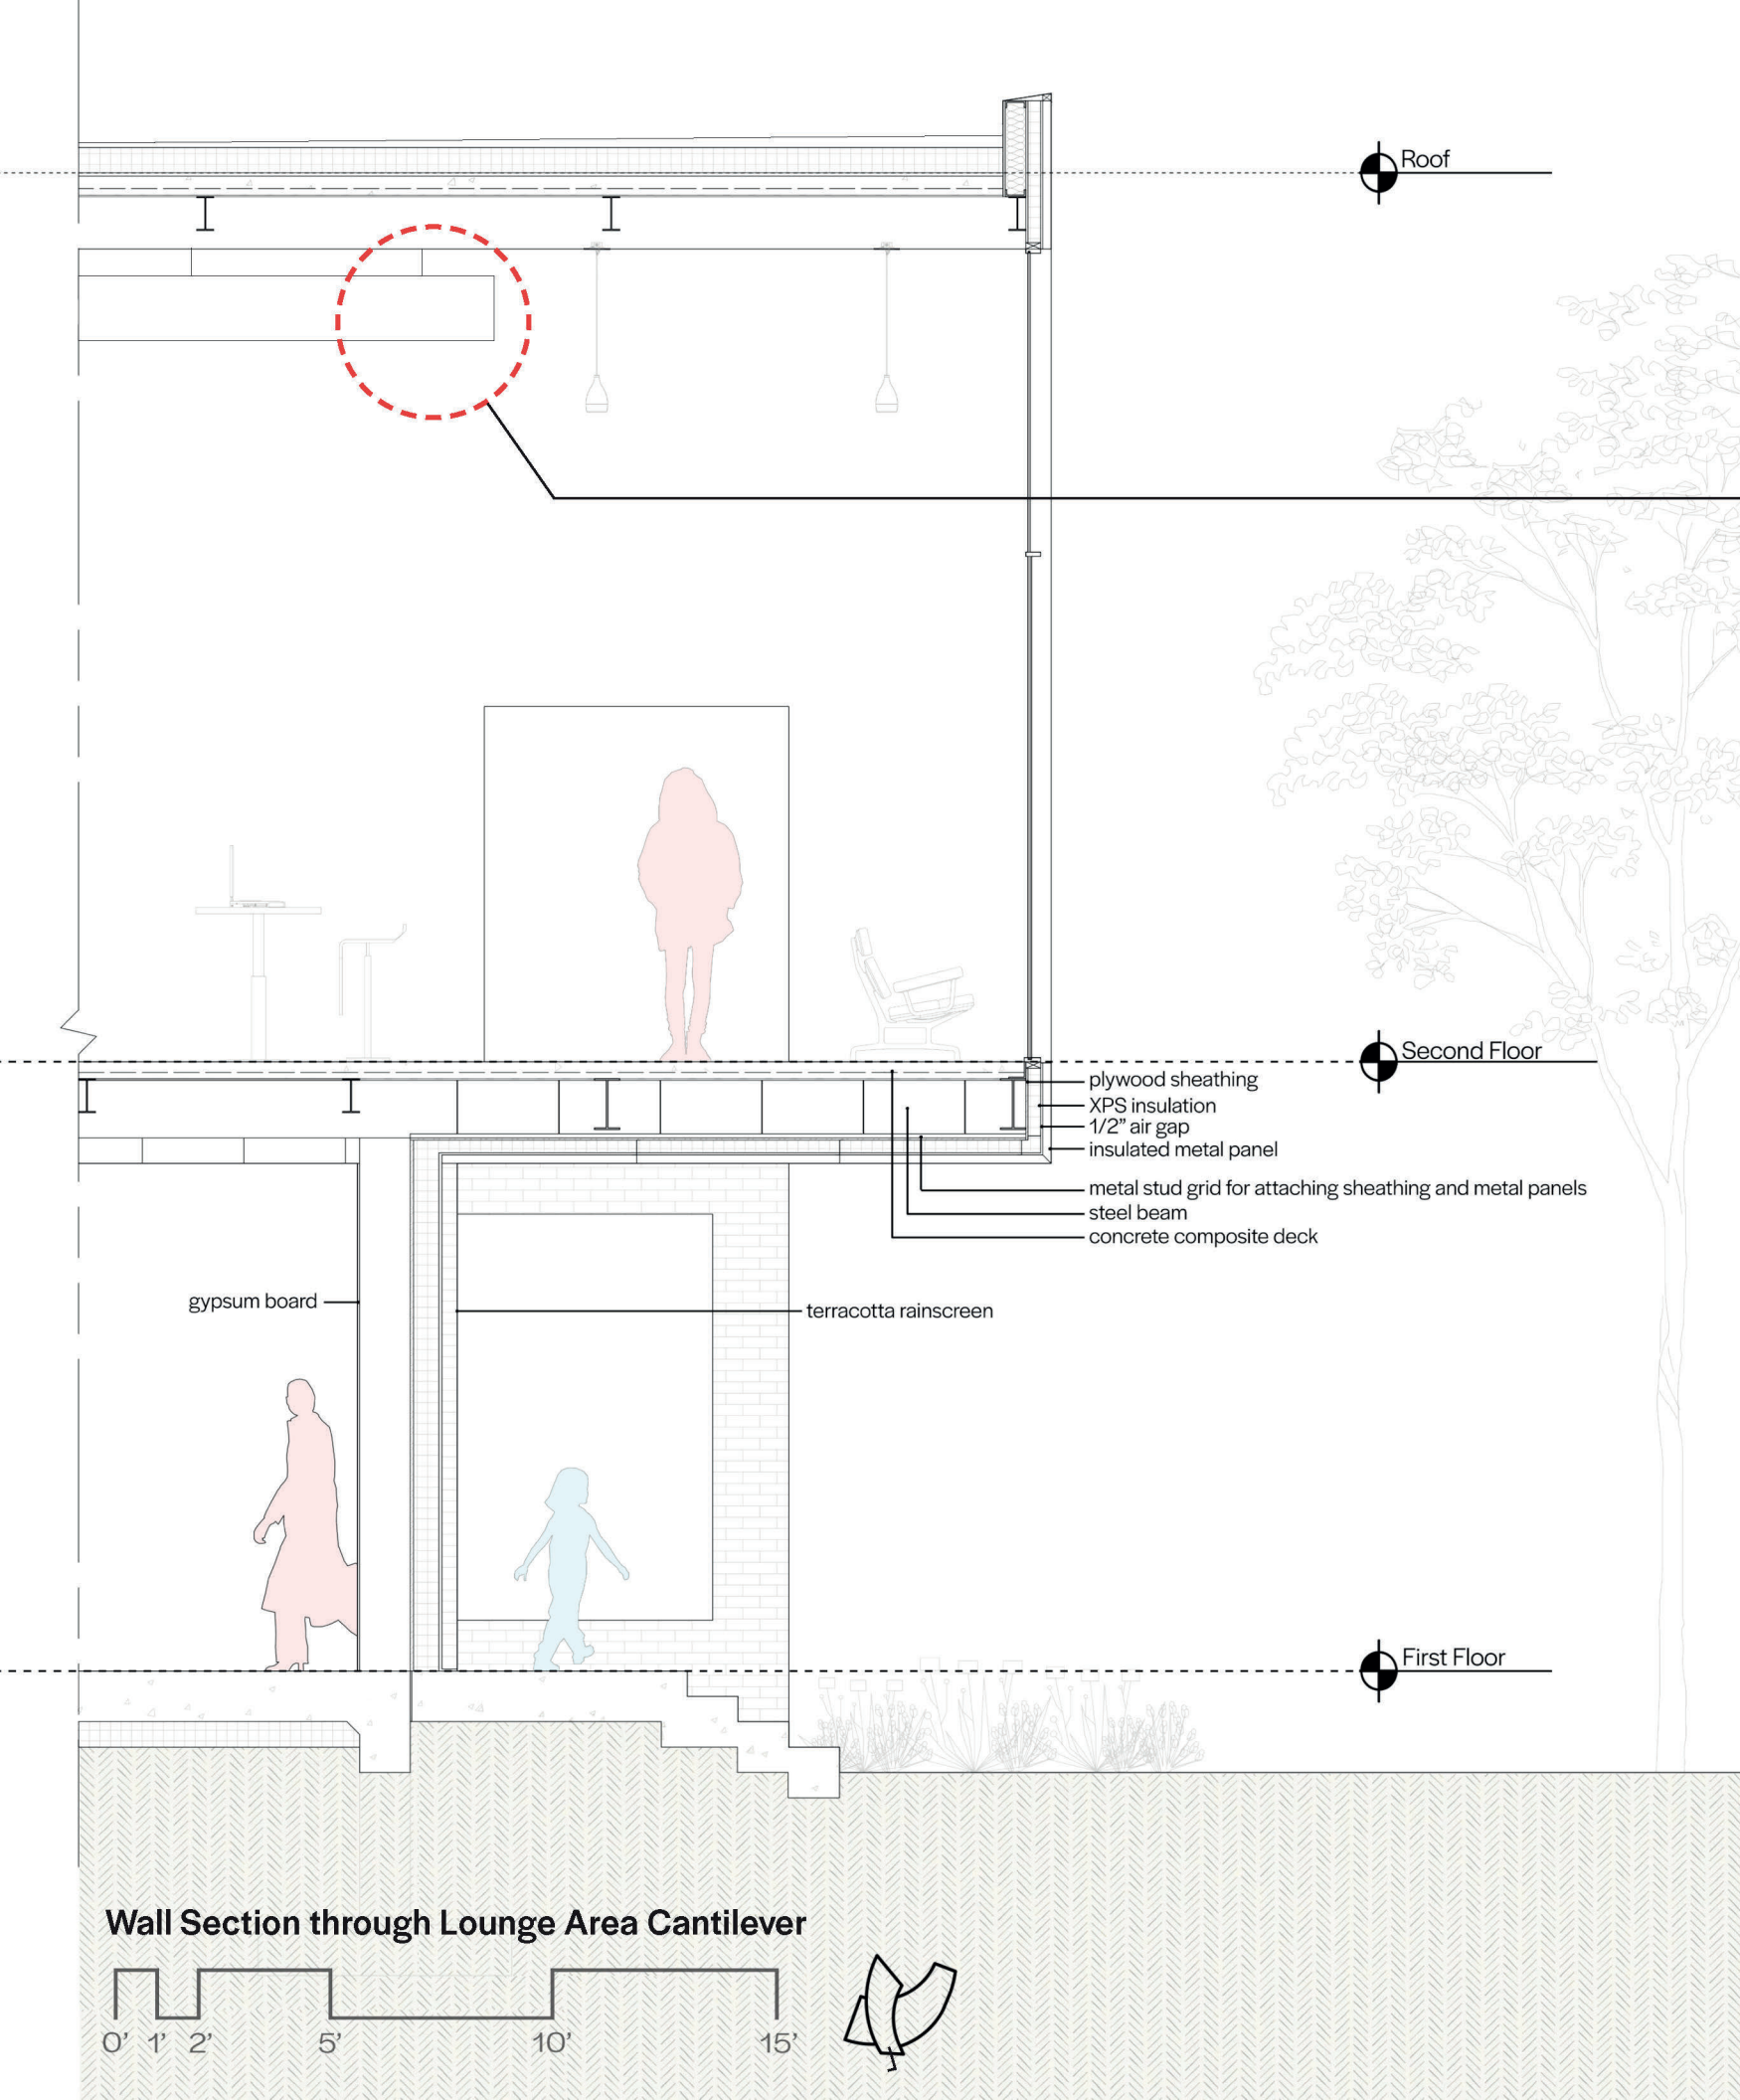 Roof
Second Floor
plywood sheathing
XPS insulation
1/2” air gap
insulated metal panel
metal stud grid for attaching sheathing and metal panels
steel beam
concrete composite deck
gypsum board
terracotta rainscreen
First Floor
Wall Section through Lounge Area Cantilever
0’ 1’ 2’ 5’ 10’ 15’